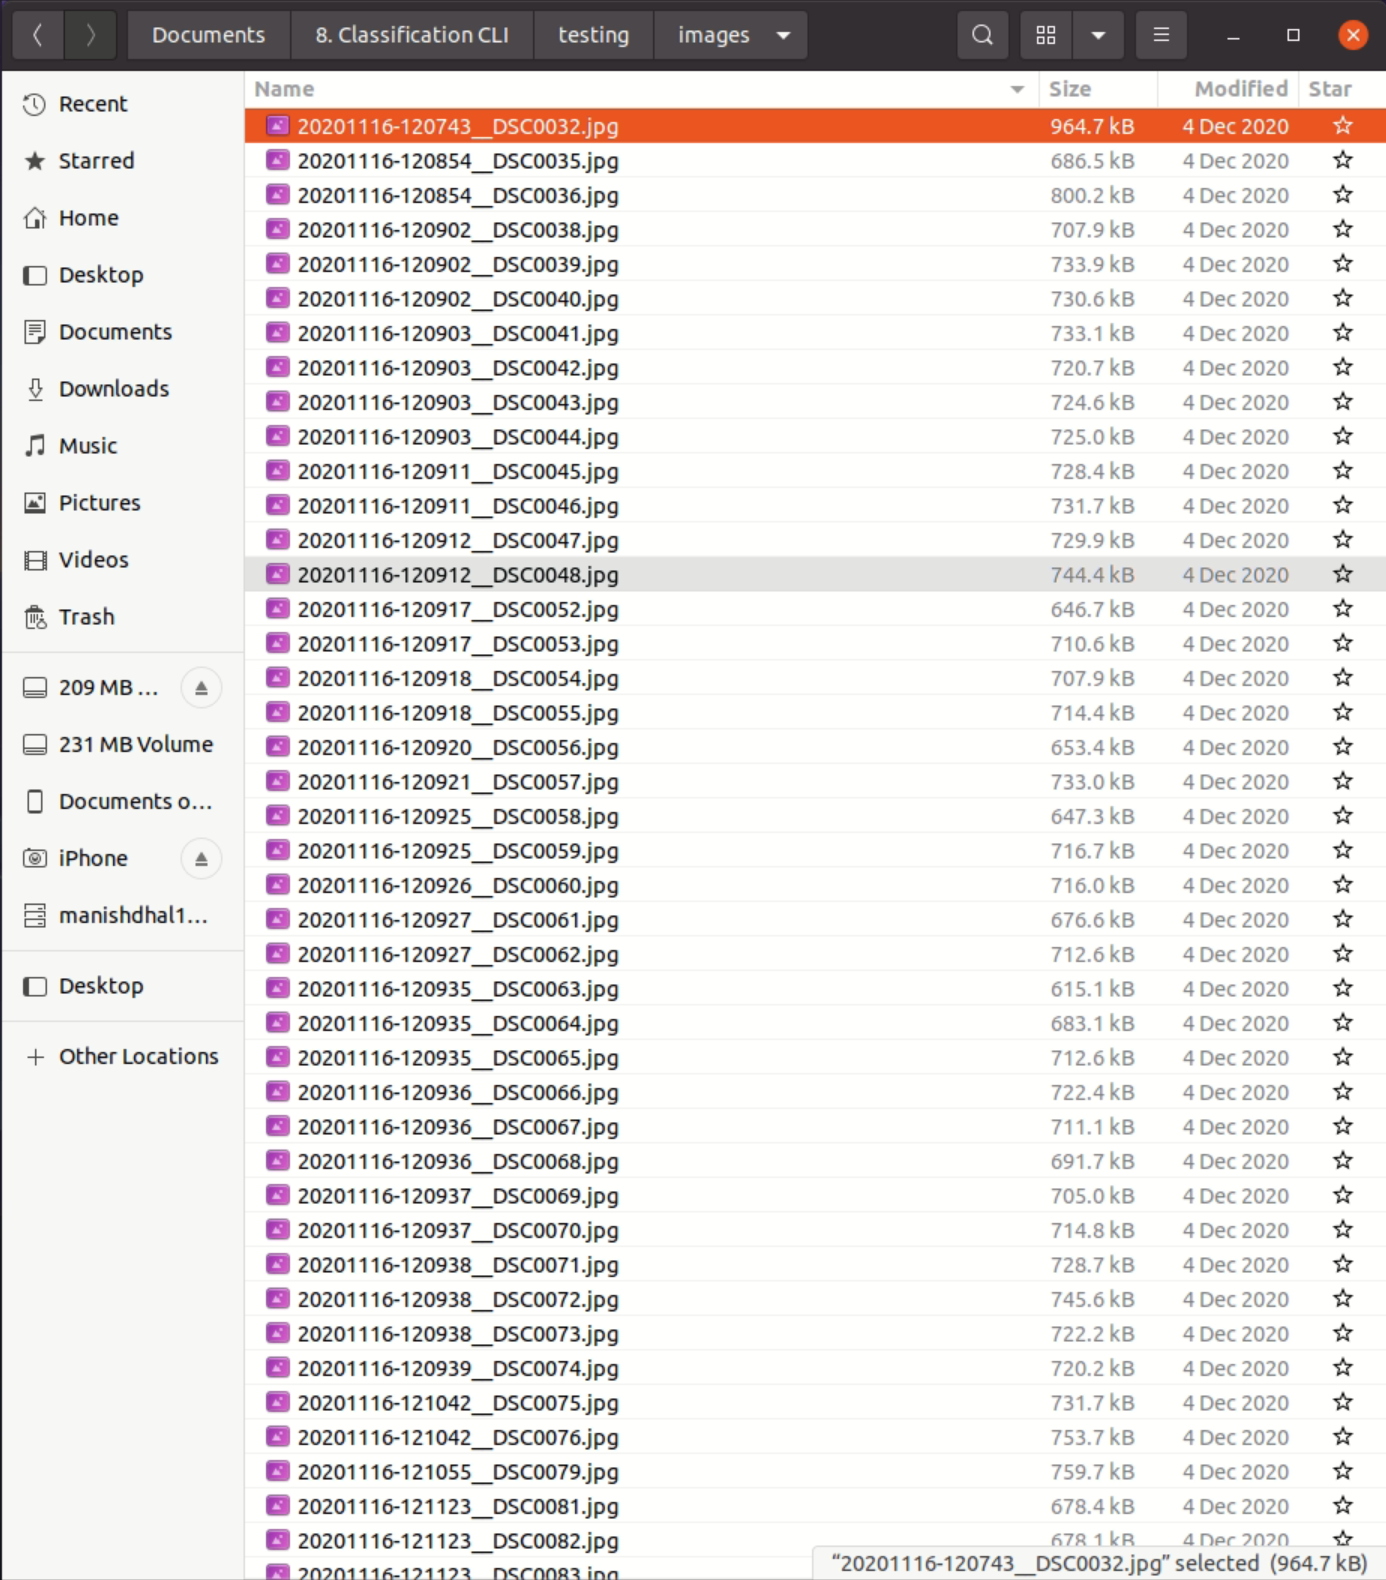 Documents 8. Classification CLI testing images
Name Size Modified Star
Recent
Starred
Home
Desktop
Documents
Downloads
Music
Pictures
Videos
Trash
209 MB ...
231 MB Volume
Documents o...
iPhone
manishdhal1...
Desktop
Other Locations
20201116-120743__DSC0032.jpg 964.7 kB 4 Dec 2020
20201116-120854__DSC0035.jpg 686.5 kB 4 Dec 2020
20201116-120854__DSC0036.jpg 800.2 kB 4 Dec 2020
20201116-120902__DSC0038.jpg 707.9 kB 4 Dec 2020
20201116-120902__DSC0039.jpg 733.9 kB 4 Dec 2020
20201116-120902__DSC0040.jpg 730.6 kB 4 Dec 2020
20201116-120903__DSC0041.jpg 733.1 kB 4 Dec 2020
20201116-120903__DSC0042.jpg 720.7 kB 4 Dec 2020
20201116-120903__DSC0043.jpg 724.6 kB 4 Dec 2020
20201116-120903__DSC0044.jpg 725.0 kB 4 Dec 2020
20201116-120911__DSC0045.jpg 728.4 kB 4 Dec 2020
20201116-120911__DSC0046.jpg 731.7 kB 4 Dec 2020
20201116-120912__DSC0047.jpg 729.9 kB 4 Dec 2020
20201116-120912__DSC0048.jpg 744.4 kB 4 Dec 2020
20201116-120917__DSC0052.jpg 646.7 kB 4 Dec 2020
20201116-120917__DSC0053.jpg 710.6 kB 4 Dec 2020
20201116-120918__DSC0054.jpg 707.9 kB 4 Dec 2020
20201116-120918__DSC0055.jpg 714.4 kB 4 Dec 2020
20201116-120920__DSC0056.jpg 653.4 kB 4 Dec 2020
20201116-120921__DSC0057.jpg 733.0 kB 4 Dec 2020
20201116-120925__DSC0058.jpg 647.3 kB 4 Dec 2020
20201116-120925__DSC0059.jpg 716.7 kB 4 Dec 2020
20201116-120926__DSC0060.jpg 716.0 kB 4 Dec 2020
20201116-120927__DSC0061.jpg 676.6 kB 4 Dec 2020
20201116-120927__DSC0062.jpg 712.6 kB 4 Dec 2020
20201116-120935__DSC0063.jpg 615.1 kB 4 Dec 2020
20201116-120935__DSC0064.jpg 683.1 kB 4 Dec 2020
20201116-120935__DSC0065.jpg 712.6 kB 4 Dec 2020
20201116-120936__DSC0066.jpg 722.4 kB 4 Dec 2020
20201116-120936__DSC0067.jpg 711.1 kB 4 Dec 2020
20201116-120936__DSC0068.jpg 691.7 kB 4 Dec 2020
20201116-120937__DSC0069.jpg 705.0 kB 4 Dec 2020
20201116-120937__DSC0070.jpg 714.8 kB 4 Dec 2020
20201116-120938__DSC0071.jpg 728.7 kB 4 Dec 2020
20201116-120938__DSC0072.jpg 745.6 kB 4 Dec 2020
20201116-120938__DSC0073.jpg 722.2 kB 4 Dec 2020
20201116-120939__DSC0074.jpg 720.2 kB 4 Dec 2020
20201116-121042__DSC0075.jpg 731.7 kB 4 Dec 2020
20201116-121042__DSC0076.jpg 753.7 kB 4 Dec 2020
20201116-121055__DSC0079.jpg 759.7 kB 4 Dec 2020
20201116-121123__DSC0081.jpg 678.4 kB 4 Dec 2020
20201116-121123__DSC0082.jpg 678.1 kB 4 Dec 2020
20201116-121123__DSC0083.jpg
“20201116-120743__DSC0032.jpg” selected (964.7 kB)